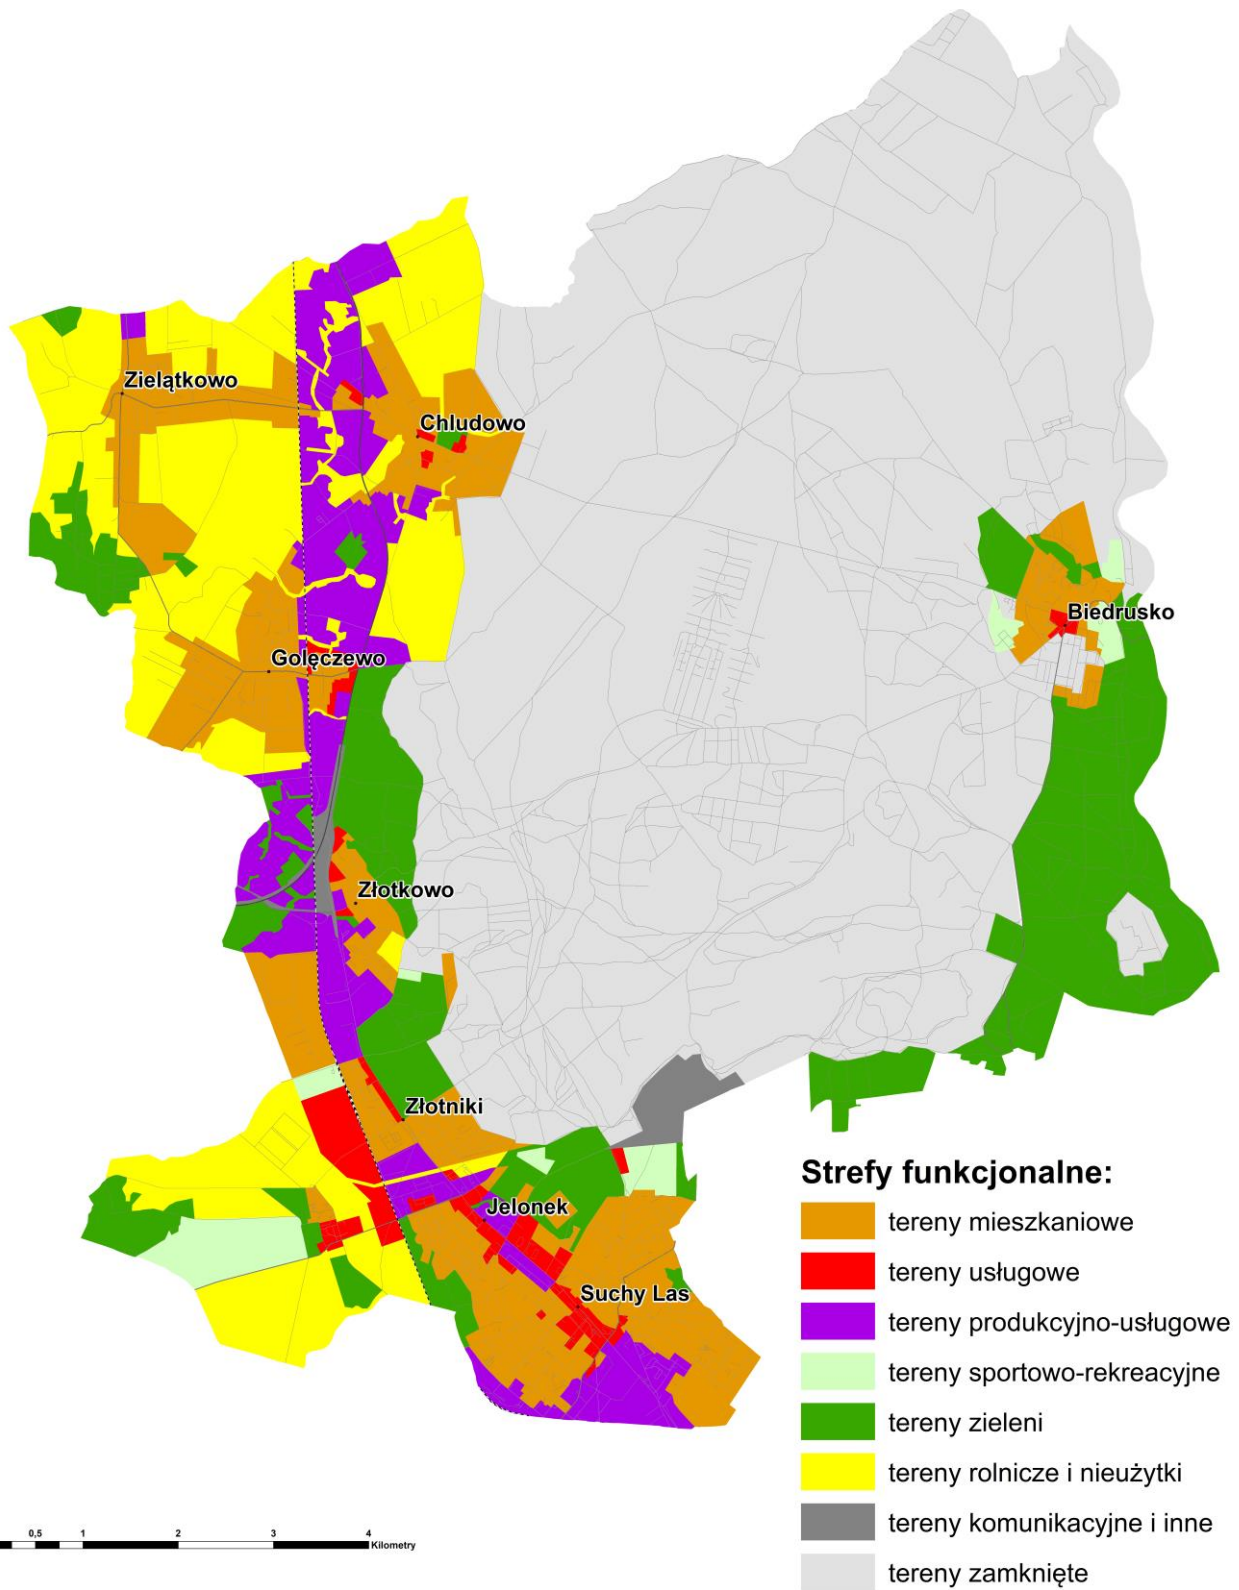 Zielątkowo
Chludowo
Biedrusko
Golęczewo
Złotkowo
Złotniki
Jelonek
Suchy Las
Strefy funkcjonalne:
tereny mieszkaniowe
tereny usługowe
tereny produkcyjno-usługowe
tereny sportowo-rekreacyjne
tereny zieleni
tereny rolnicze i nieużytki
tereny komunikacyjne i inne
tereny zamknięte
0,5 1 2 3 4
Kilometry